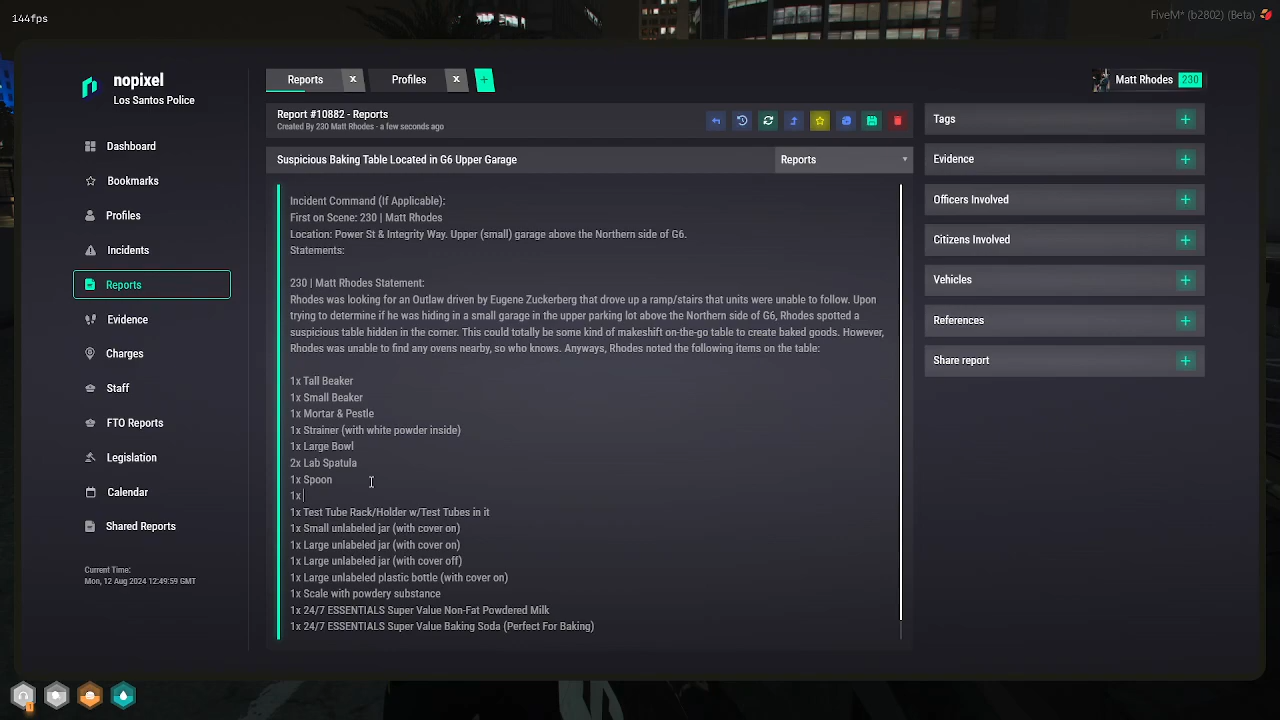 144fps
FiveM* (b2802) (Beta)
nopixel
Los Santos Police
Reports x
Profiles x
+
Matt Rhodes 230
Report #10882 - Reports
Created By 230 Matt Rhodes - a few seconds ago
Suspicious Baking Table Located in G6 Upper Garage
Reports
Dashboard
Bookmarks
Profiles
Incidents
Reports
Evidence
Charges
Staff
FTO Reports
Legislation
Calendar
Shared Reports
Current Time:
Mon, 12 Aug 2024 12:49:59 GMT
Incident Command (If Applicable):
First on Scene: 230 | Matt Rhodes
Location: Power St & Integrity Way. Upper (small) garage above the Northern side of G6.
Statements:
230 | Matt Rhodes Statement:
Rhodes was looking for an Outlaw driven by Eugene Zuckerberg that drove up a ramp/stairs that units were unable to follow. Upon
trying to determine if he was hiding in a small garage in the upper parking lot above the Northern side of G6, Rhodes spotted a
suspicious table hidden in the corner. This could totally be some kind of makeshift on-the-go table to create baked goods. However,
Rhodes was unable to find any ovens nearby, so who knows. Anyways, Rhodes noted the following items on the table:
1x Tall Beaker
1x Small Beaker
1x Mortar & Pestle
1x Strainer (with white powder inside)
1x Large Bowl
2x Lab Spatula
1x Spoon
1x
1x Test Tube Rack/Holder w/Test Tubes in it
1x Small unlabeled jar (with cover on)
1x Large unlabeled jar (with cover on)
1x Large unlabeled jar (with cover off)
1x Large unlabeled plastic bottle (with cover on)
1x Scale with powdery substance
1x 24/7 ESSENTIALS Super Value Non-Fat Powdered Milk
1x 24/7 ESSENTIALS Super Value Baking Soda (Perfect For Baking)
Tags +
Evidence +
Officers Involved +
Citizens Involved +
Vehicles +
References +
Share report +
1